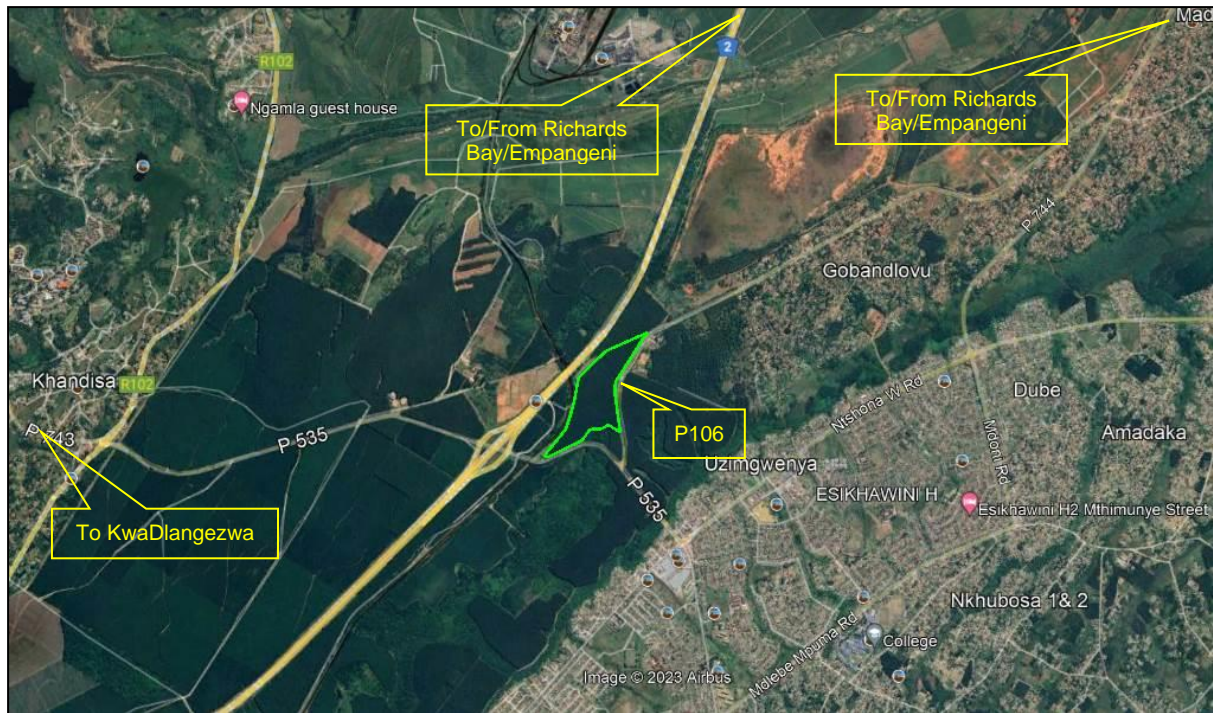 Mad
R102
2
Ngamla guest house
To/From Richards
Bay/Empangeni
To/From Richards
Bay/Empangeni
P 744
Gobandlovu
Khandisa
R102
Ntshona W Rd
Dube
P 743
P 535
P106
Mdoni Rd
Amadaka
Uzimgwenya
P 535
ESIKHAWINI H
Esikhawini H2 Mthimunye Street
To KwaDlangezwa
Nkhubosa 1& 2
College
Mdlebe Mpuma Rd
Image © 2023 Airbus